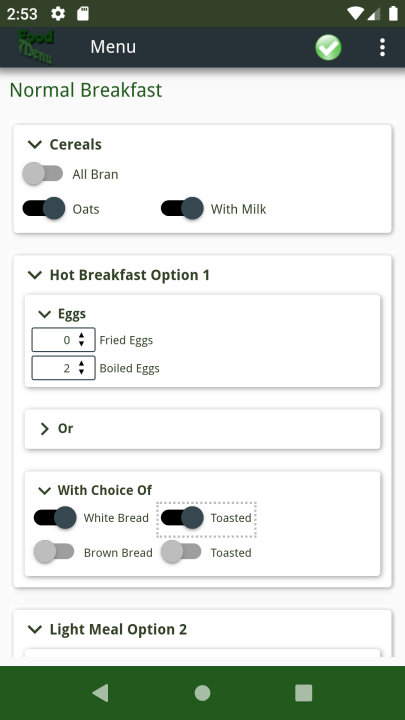 2:53
Food
Menu
Menu
Normal Breakfast
Cereals
All Bran
Oats With Milk
Hot Breakfast Option 1
Eggs
0 Fried Eggs
2 Boiled Eggs
Or
With Choice Of
White Bread Toasted
Brown Bread Toasted
Light Meal Option 2